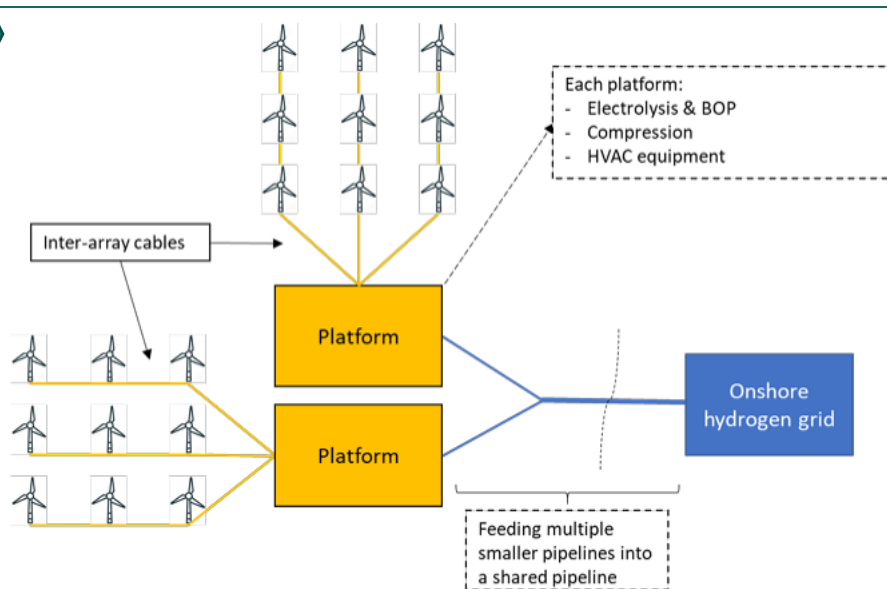 Each platform:
- Electrolysis & BOP
- Compression
- HVAC equipment
Inter-array cables
Platform
Platform
Onshore
hydrogen grid
Feeding multiple
smaller pipelines into
a shared pipeline